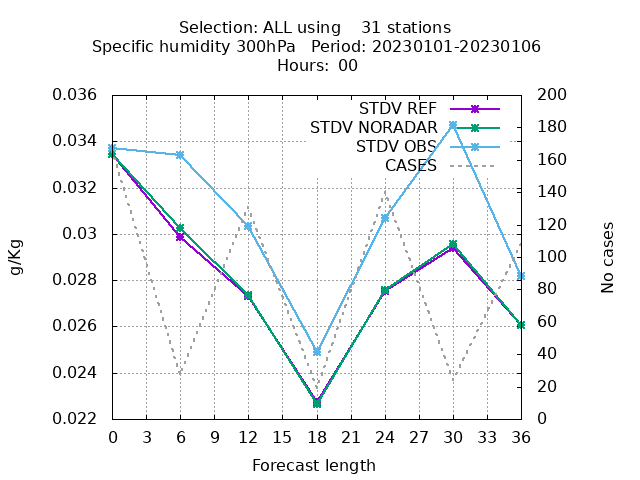 Selection: ALL using    31 stations
Specific humidity 300hPa   Period: 20230101-20230106
Hours: 00
STDV REF
STDV NORADAR
STDV OBS
CASES
0.036
0.034
0.032
0.03
0.028
0.026
0.024
0.022
g/Kg
200
180
160
140
120
100
80
60
40
20
0
No cases
0 3 6 9 12 15 18 21 24 27 30 33 36
Forecast length